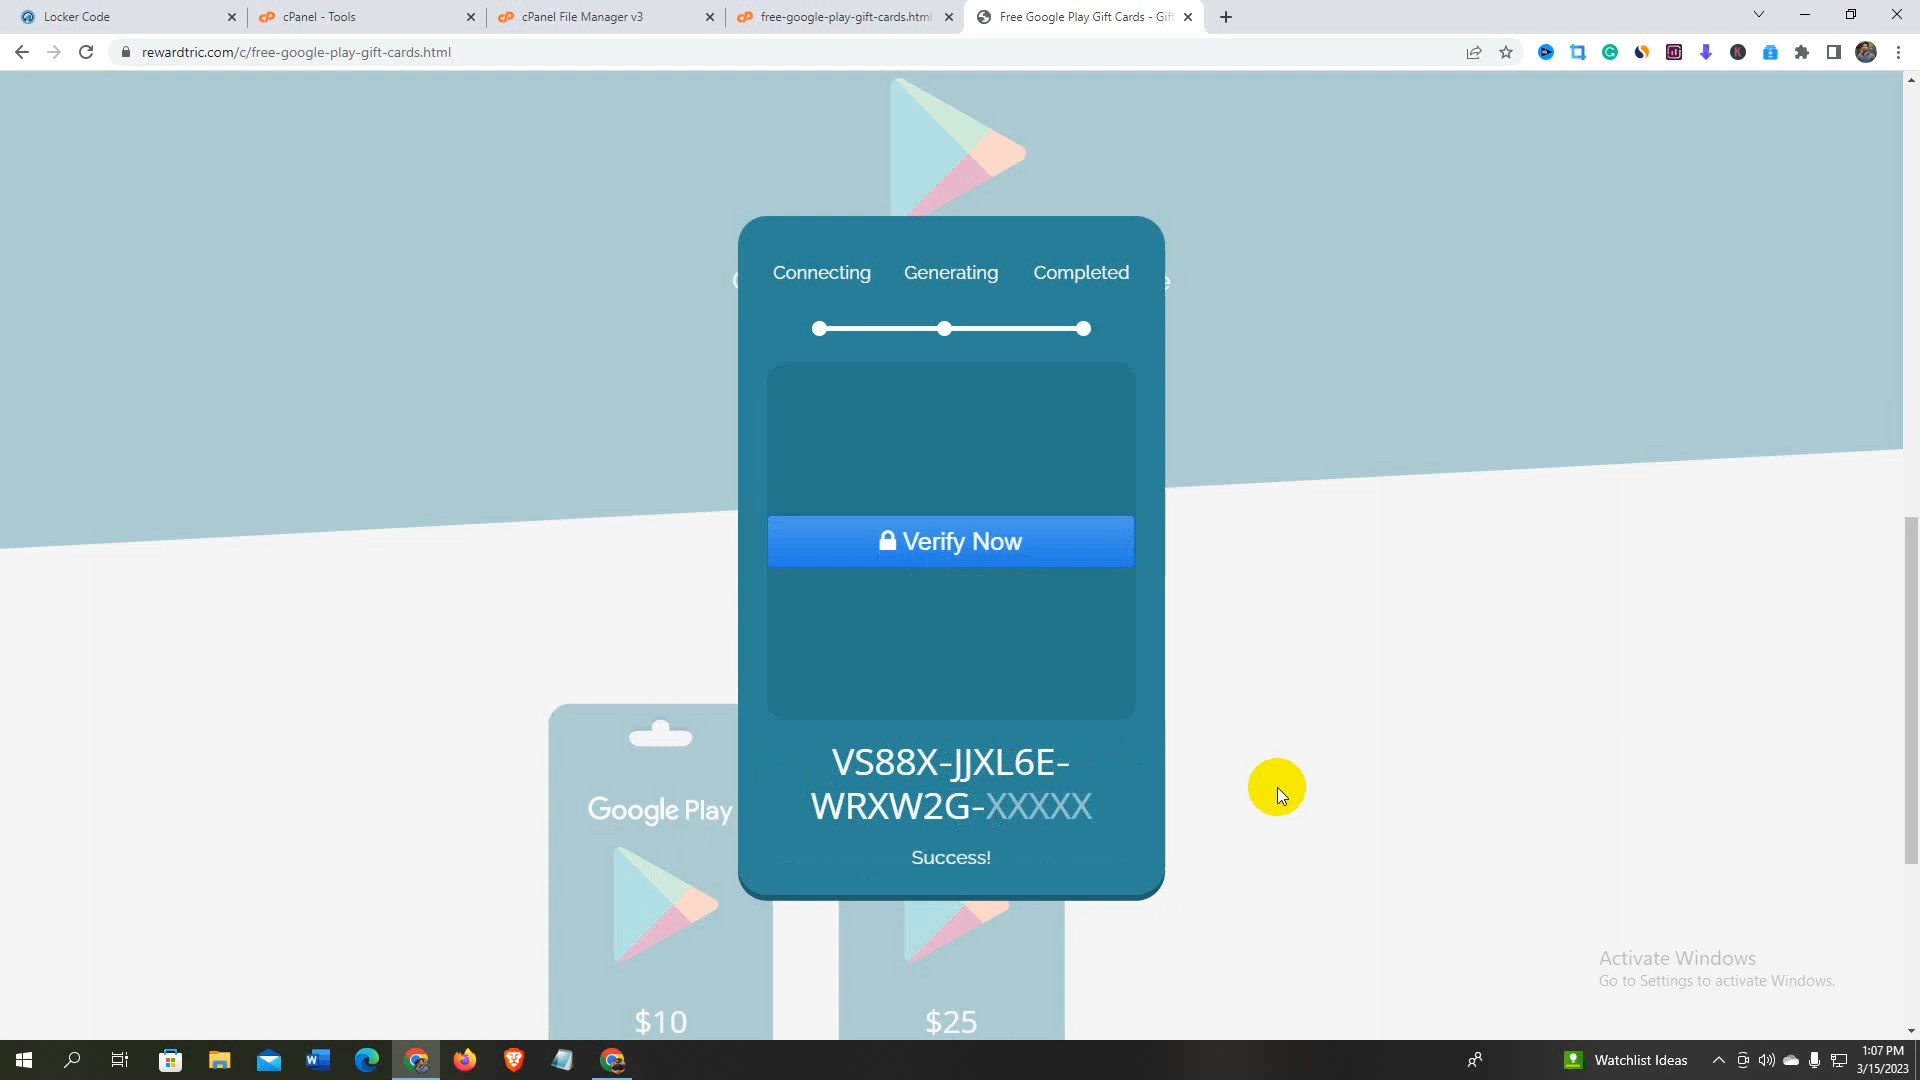 Locker Code
cPanel - Tools
cPanel File Manager v3
free-google-play-gift-cards.html
Free Google Play Gift Cards - Gif
rewardtric.com/c/free-google-play-gift-cards.html
Connecting
Generating
Completed
Verify Now
VS88X-JJXL6E-
WRXW2G-XXXXX
Success!
Google Play
$10
$25
Activate Windows
Go to Settings to activate Windows.
Watchlist Ideas
1:07 PM
3/15/2023